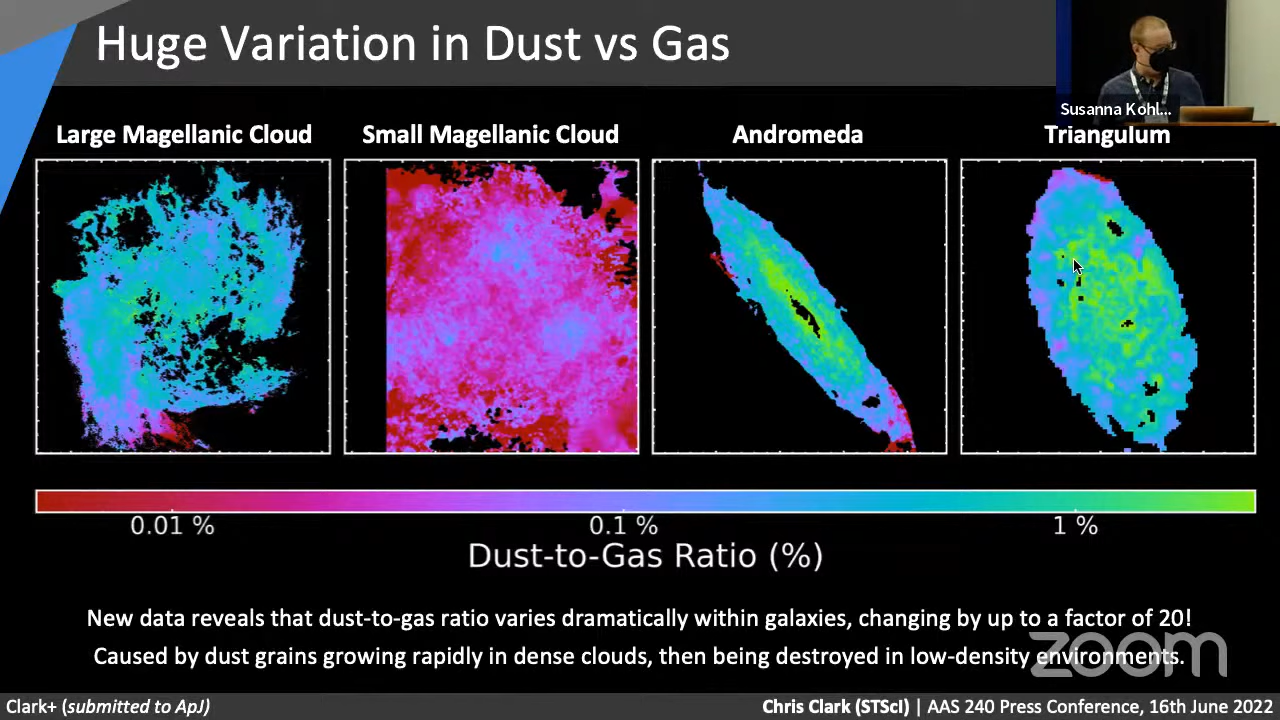 Huge Variation in Dust vs Gas
Susanna Kohl...
Large Magellanic Cloud
Small Magellanic Cloud
Andromeda
Triangulum
0.01 %
0.1 %
1 %
Dust-to-Gas Ratio (%)
New data reveals that dust-to-gas ratio varies dramatically within galaxies, changing by up to a factor of 20!
Caused by dust grains growing rapidly in dense clouds, then being destroyed in low-density environments.
zoom
Clark+ (submitted to ApJ)
Chris Clark (STScI) | AAS 240 Press Conference, 16th June 2022